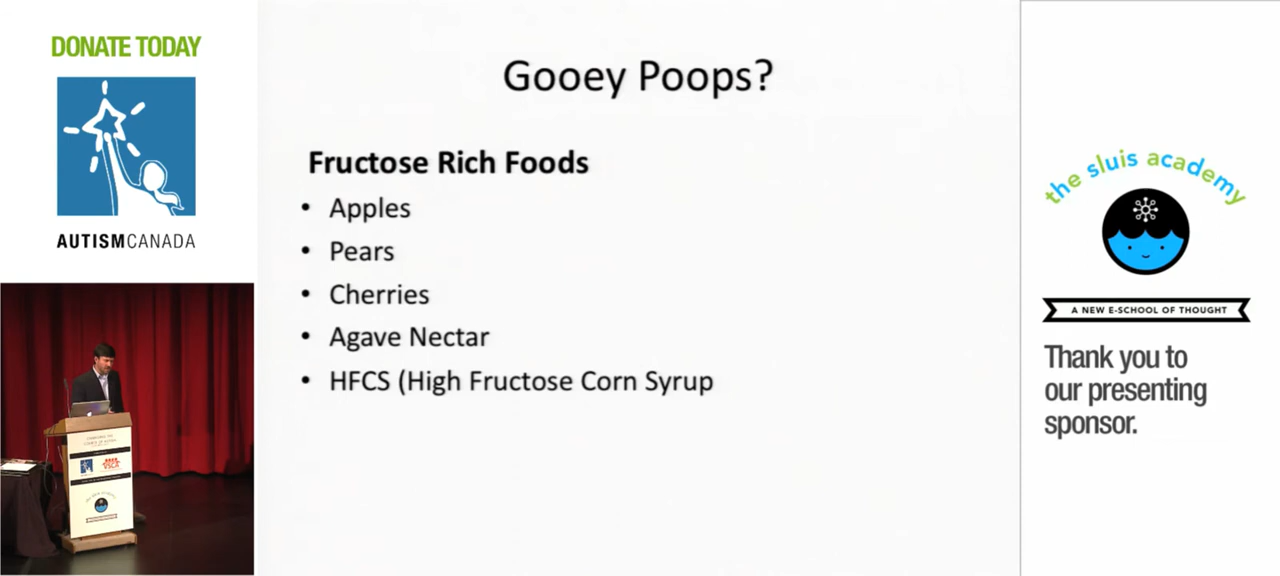 DONATE TODAY
AUTISMCANADA
Gooey Poops?
Fructose Rich Foods
• Apples
• Pears
• Cherries
• Agave Nectar
• HFCS (High Fructose Corn Syrup
the sluis academy
A NEW E-SCHOOL OF THOUGHT
Thank you to
our presenting
sponsor.